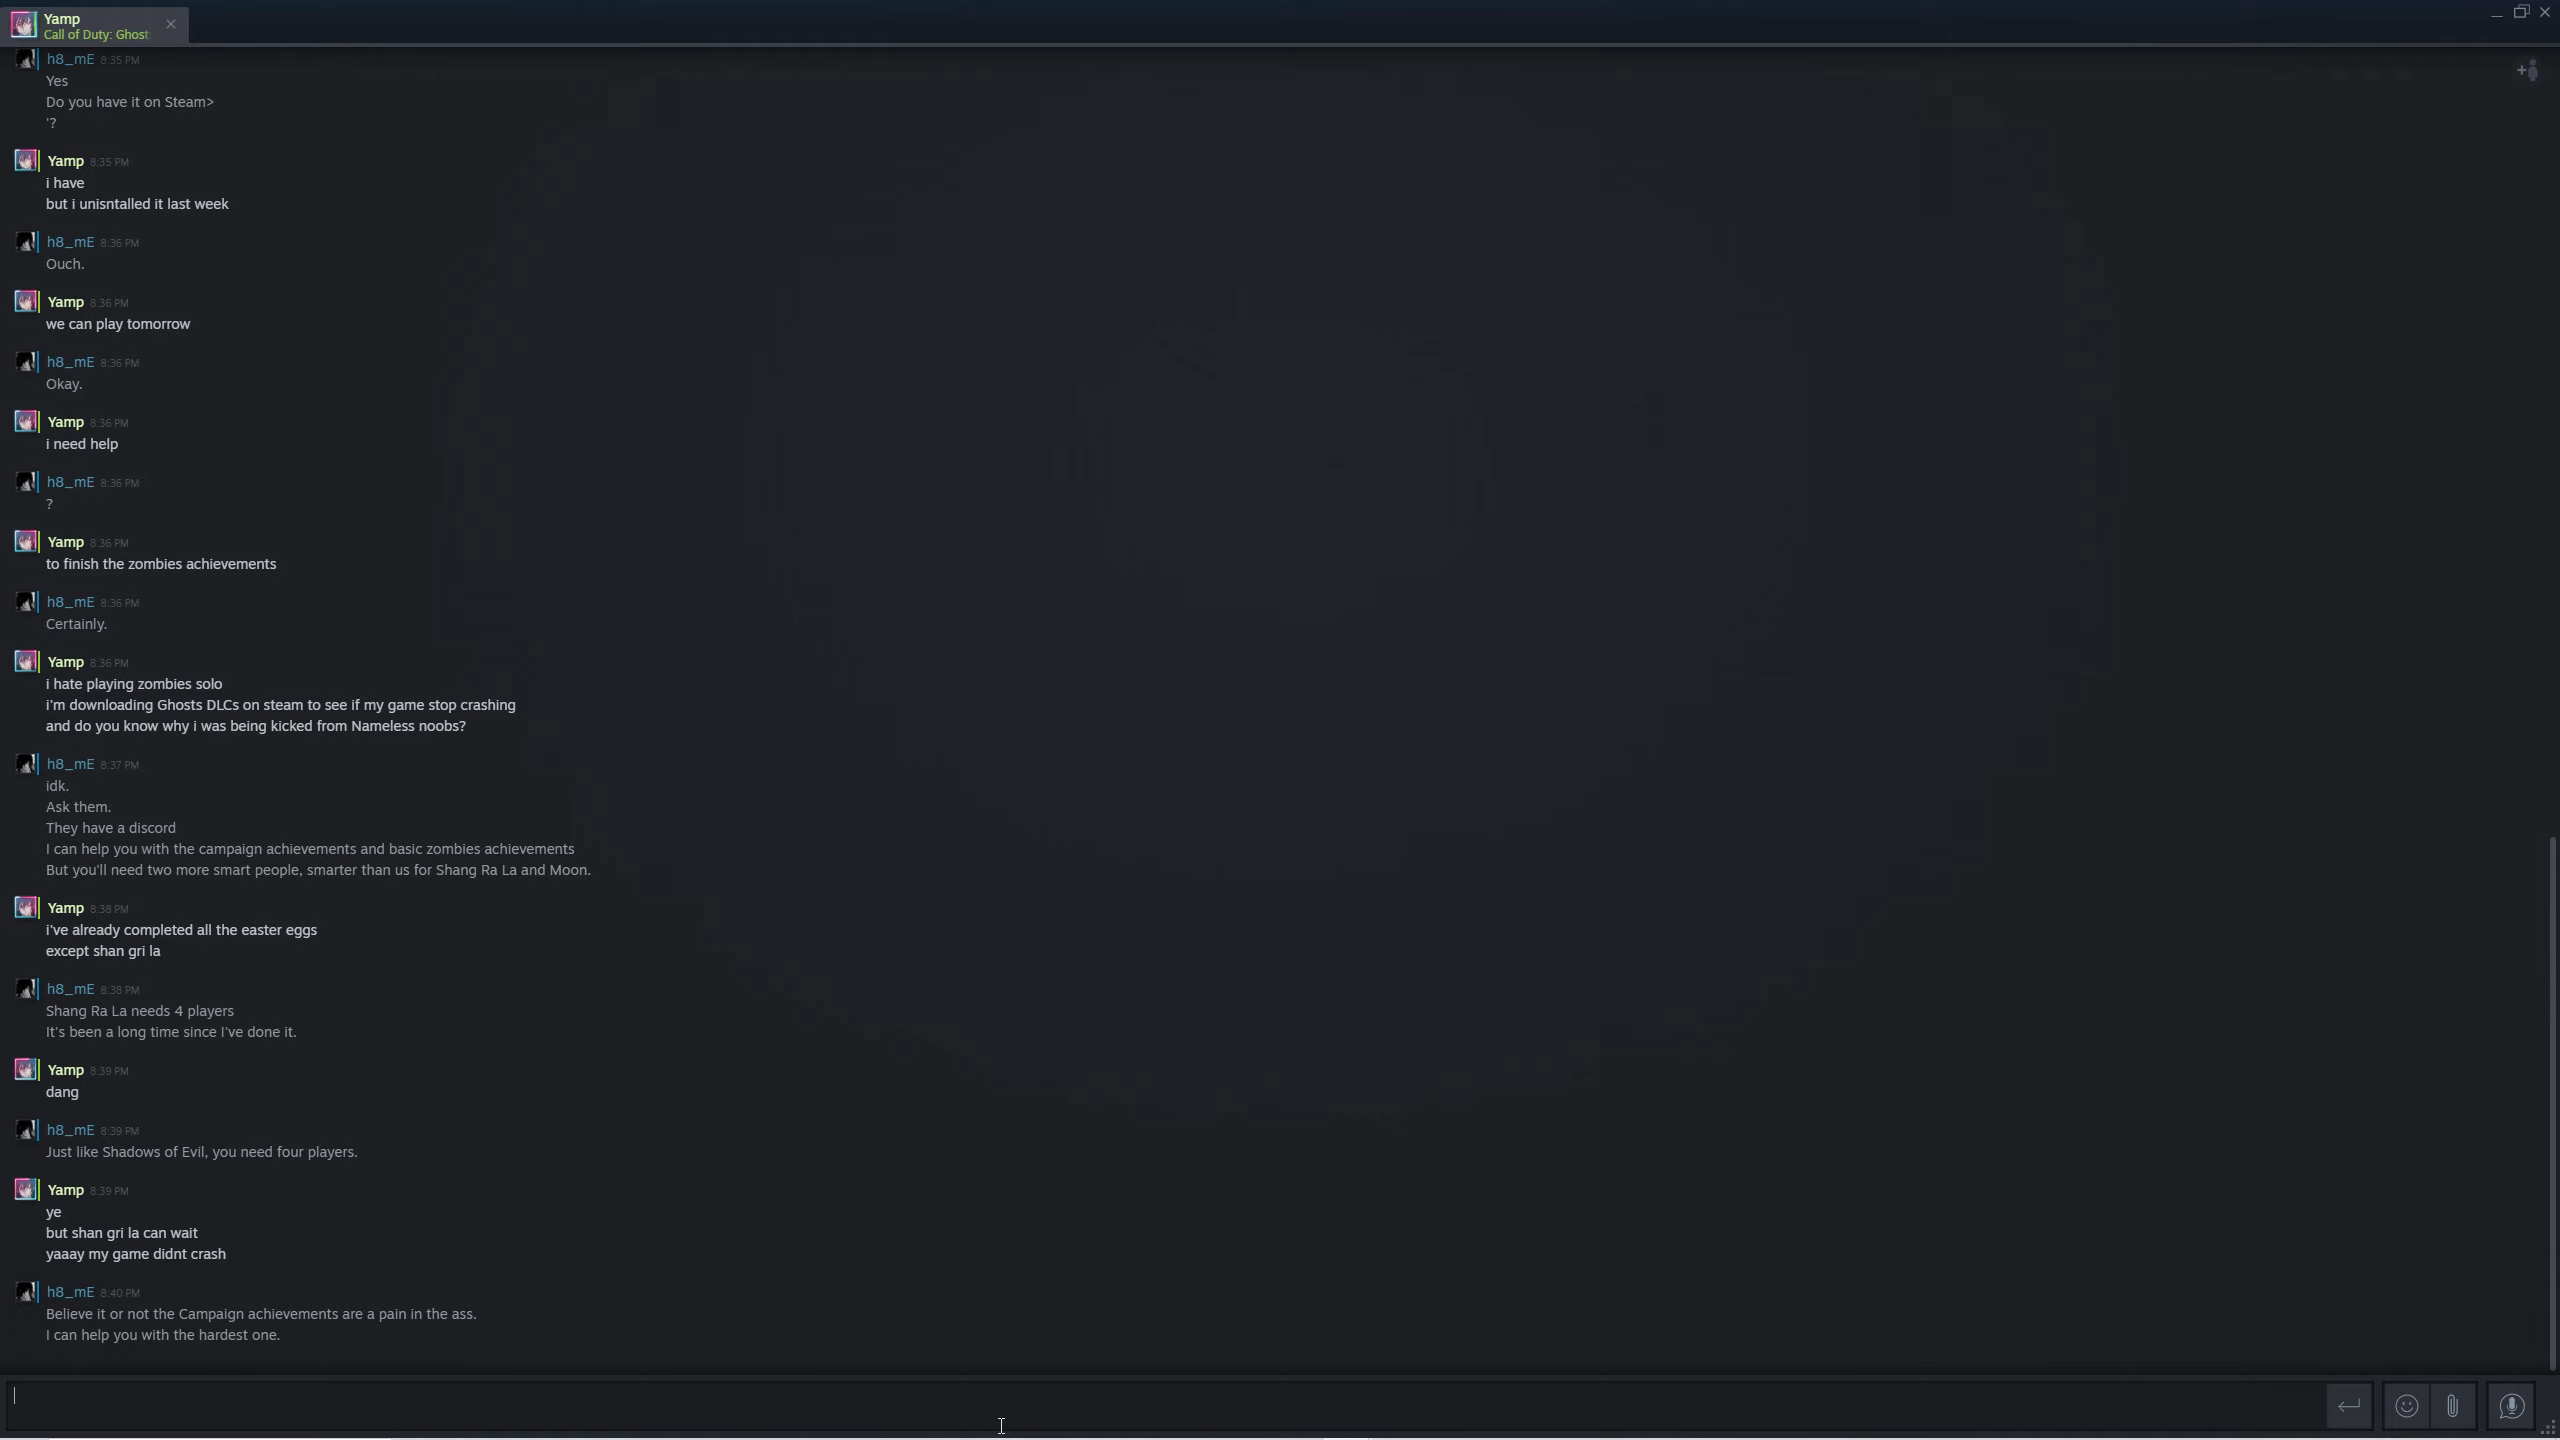 Yamp
Call of Duty: Ghost
h8_mE 8:35 PM
Yes
Do you have it on Steam>
'?
Yamp 8:35 PM
i have
but i unisntalled it last week
h8_mE 8:36 PM
Ouch.
Yamp 8:36 PM
we can play tomorrow
h8_mE 8:36 PM
Okay.
Yamp 8:36 PM
i need help
h8_mE 8:36 PM
?
Yamp 8:36 PM
to finish the zombies achievements
h8_mE 8:36 PM
Certainly.
Yamp 8:36 PM
i hate playing zombies solo
i'm downloading Ghosts DLCs on steam to see if my game stop crashing
and do you know why i was being kicked from Nameless noobs?
h8_mE 8:37 PM
idk.
Ask them.
They have a discord
I can help you with the campaign achievements and basic zombies achievements
But you'll need two more smart people, smarter than us for Shang Ra La and Moon.
Yamp 8:38 PM
i've already completed all the easter eggs
except shan gri la
h8_mE 8:38 PM
Shang Ra La needs 4 players
It's been a long time since I've done it.
Yamp 8:39 PM
dang
h8_mE 8:39 PM
Just like Shadows of Evil, you need four players.
Yamp 8:39 PM
ye
but shan gri la can wait
yaaay my game didnt crash
h8_mE 8:40 PM
Believe it or not the Campaign achievements are a pain in the ass.
I can help you with the hardest one.